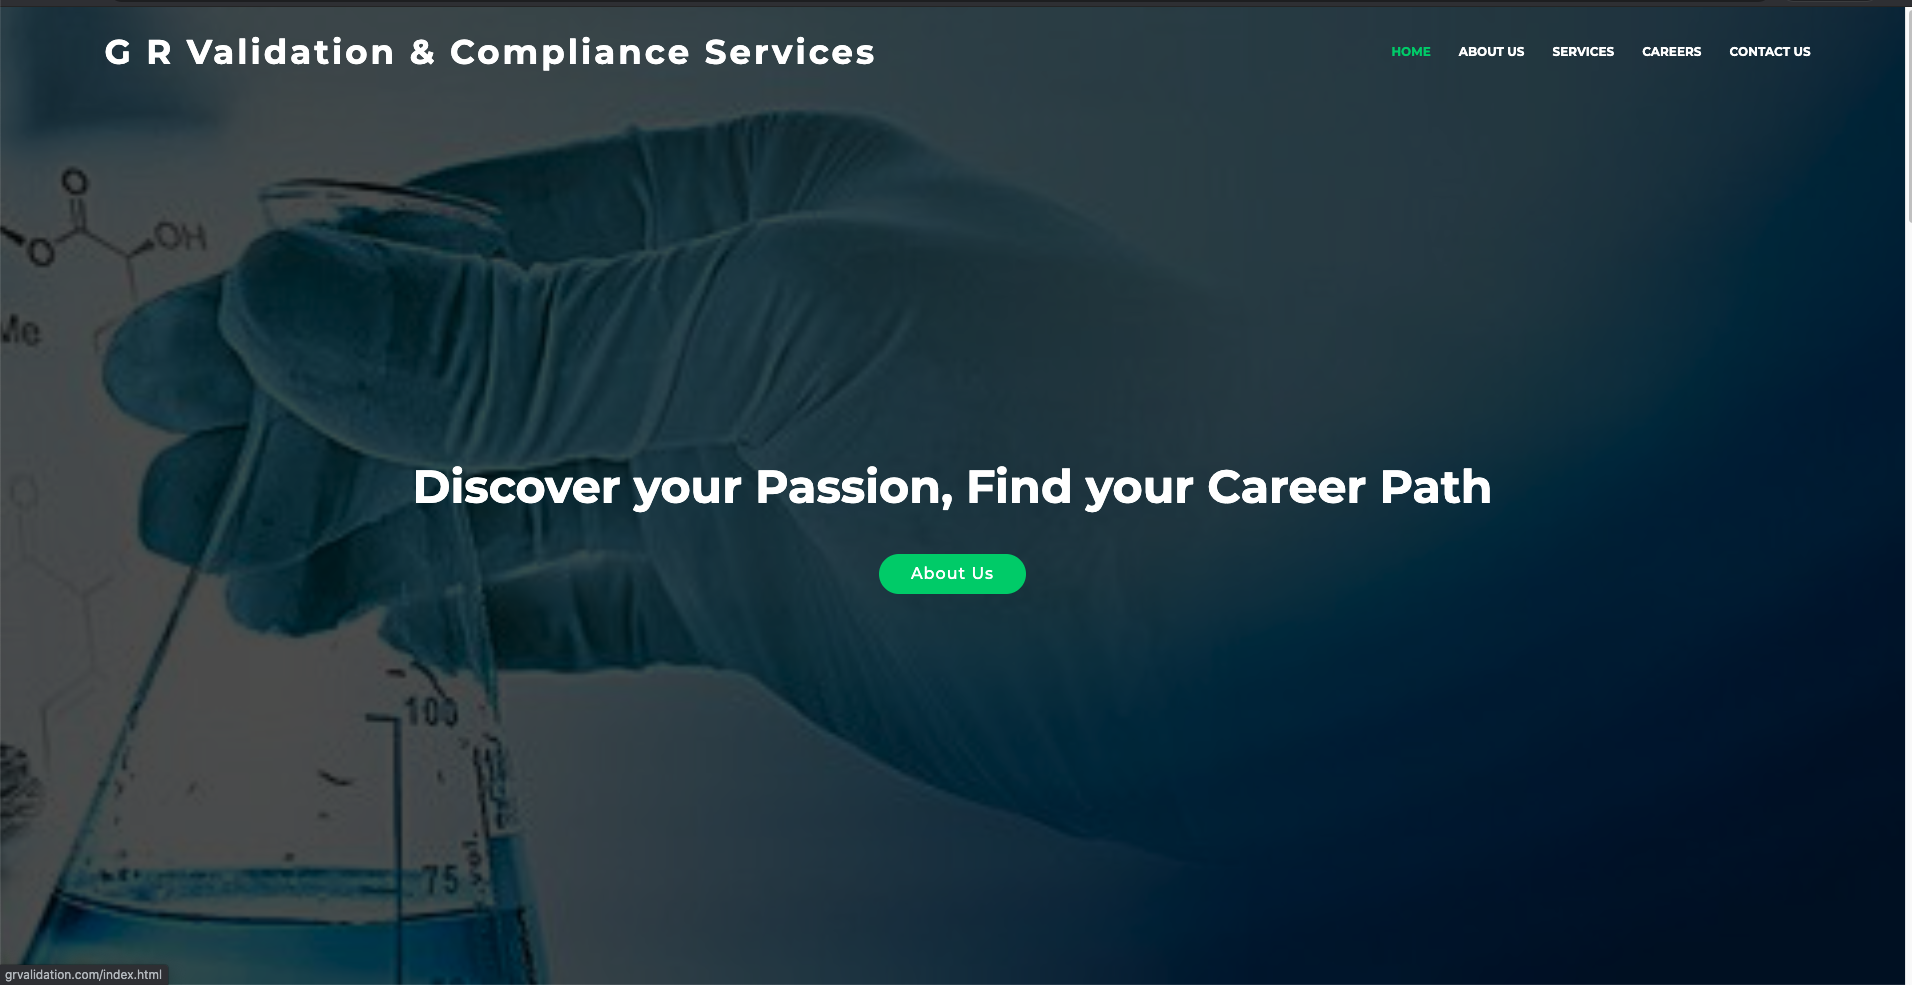 G R Validation & Compliance Services
HOME ABOUT US SERVICES CAREERS CONTACT US
O
OH
O
Me
Discover your Passion, Find your Career Path
About Us
100
75
vol.
grvalidation.com/index.html